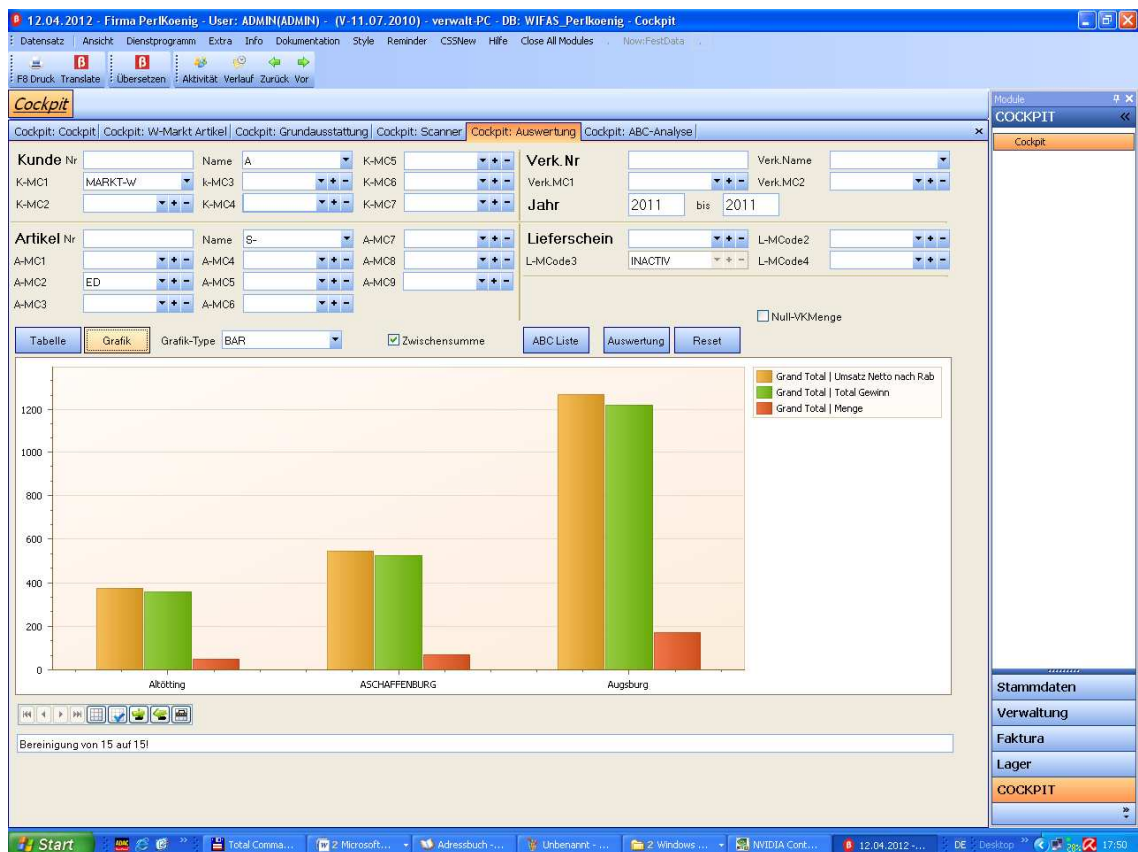 12.04.2012 - Firma PerlKoenig - User: ADMIN(ADMIN) - (V-11.07.2010) - verwalt-PC - DB: WIFAS_Perlkoenig - Cockpit
Datensatz Ansicht Dienstprogramm Extra Info Dokumentation Style Reminder CSSNew Hilfe Close All Modules Now:FestData
F8 Druck Translate Übersetzen Aktivität Verlauf Zurück Vor
Cockpit
Cockpit: Cockpit Cockpit: W-Markt Artikel Cockpit: Grundausstattung Cockpit: Scanner Cockpit: Auswertung Cockpit: ABC-Analyse
Kunde Nr Name A K-MC5 Verk.Nr Verk.Name
K-MC1 MARKT-W k-MC3 K-MC6 Verk.MC1 Verk.MC2
K-MC2 K-MC4 K-MC7 Jahr 2011 bis 2011
Artikel Nr Name S- A-MC7 Lieferschein L-MCode2
A-MC1 A-MC4 A-MC8 L-MCode3 INACTIV L-MCode4
A-MC2 ED A-MC5 A-MC9
A-MC3 A-MC6
Null-VKMenge
Tabelle Grafik Grafik-Type BAR Zwischensumme ABC Liste Auswertung Reset
Grand Total | Umsatz Netto nach Rab
Grand Total | Total Gewinn
Grand Total | Menge
1200
1000
800
600
400
200
0
Altötting ASCHAFFENBURG Augsburg
Bereinigung von 15 auf 15!
Module
COCKPIT
Cockpit
Stammdaten
Verwaltung
Faktura
Lager
COCKPIT
Start Total Comma... 2 Microsoft... Adressbuch -... Unbenannt - ... 2 Windows ... NVIDIA Cont... 12.04.2012 -... DE Desktop 17:50